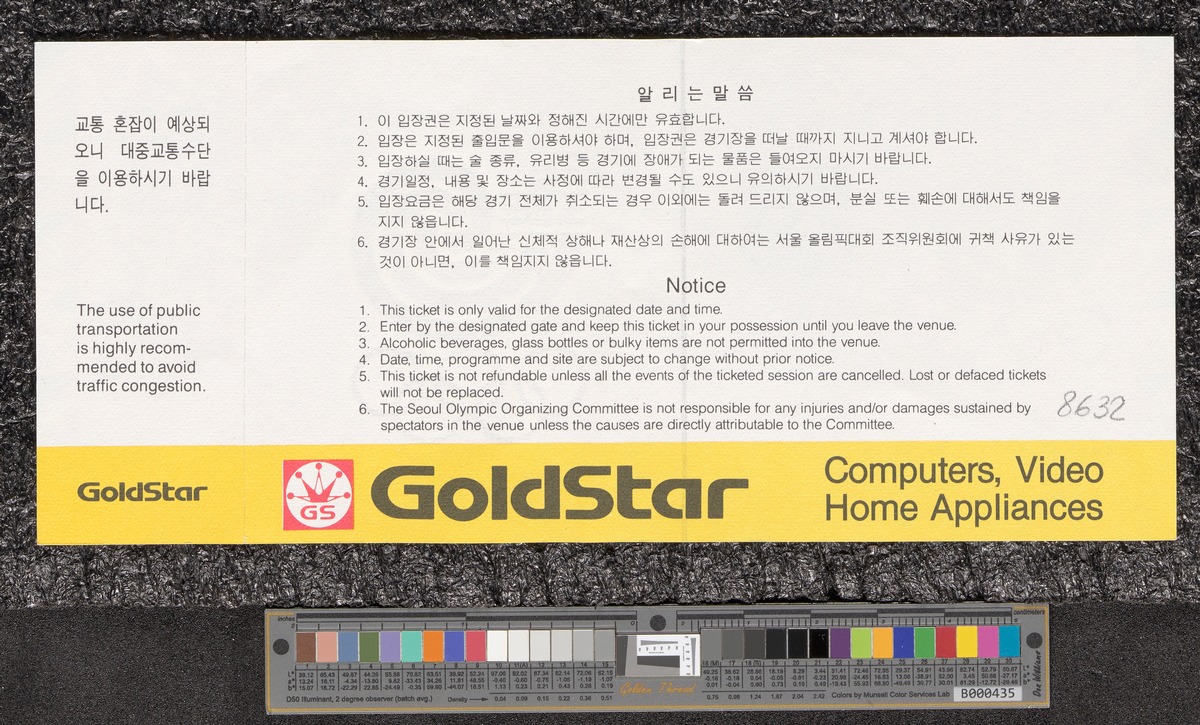 교통 혼잡이 예상되
오니 대중교통수단
을 이용하시기 바랍
니다.
The use of public
transportation
is highly recom-
mended to avoid
traffic congestion.
GoldStar
알리는말씀
1. 이 입장권은 지정된 날짜와 정해진 시간에만 유효합니다.
2. 입장은 지정된 출입문을 이용하셔야 하며, 입장권은 경기장을 떠날 때까지 지니고 계셔야 합니다.
3. 입장하실 때는 술 종류, 유리병 등 경기에 장애가 되는 물품은 들여오지 마시기 바랍니다.
4. 경기일정, 내용 및 장소는 사정에 따라 변경될 수도 있으니 유의하시기 바랍니다.
5. 입장요금은 해당 경기 전체가 취소되는 경우 이외에는 돌려 드리지 않으며, 분실 또는 훼손에 대해서도 책임을
지지 않읍니다.
6. 경기장 안에서 일어난 신체적 상해나 재산상의 손해에 대하여는 서울 올림픽대회 조직위원회에 귀책 사유가 있는
것이 아니면, 이를 책임지지 않읍니다.
Notice
1. This ticket is only valid for the designated date and time.
2. Enter by the designated gate and keep this ticket in your possession until you leave the venue.
3. Alcoholic beverages, glass bottles or bulky items are not permitted into the venue.
4. Date, time, programme and site are subject to change without prior notice.
5. This ticket is not refundable unless all the events of the ticketed session are cancelled. Lost or defaced tickets
will not be replaced.
6. The Seoul Olympic Organizing Committee is not responsible for any injuries and/or damages sustained by
spectators in the venue unless the causes are directly attributable to the Committee.
8632
GS
GoldStar
Computers, Video
Home Appliances
inches
centimeters
D50 Illuminant, 2 degree observer (batch avg.)
Density
Golden Thread
Colors by Munsell Color Services Lab
B000435